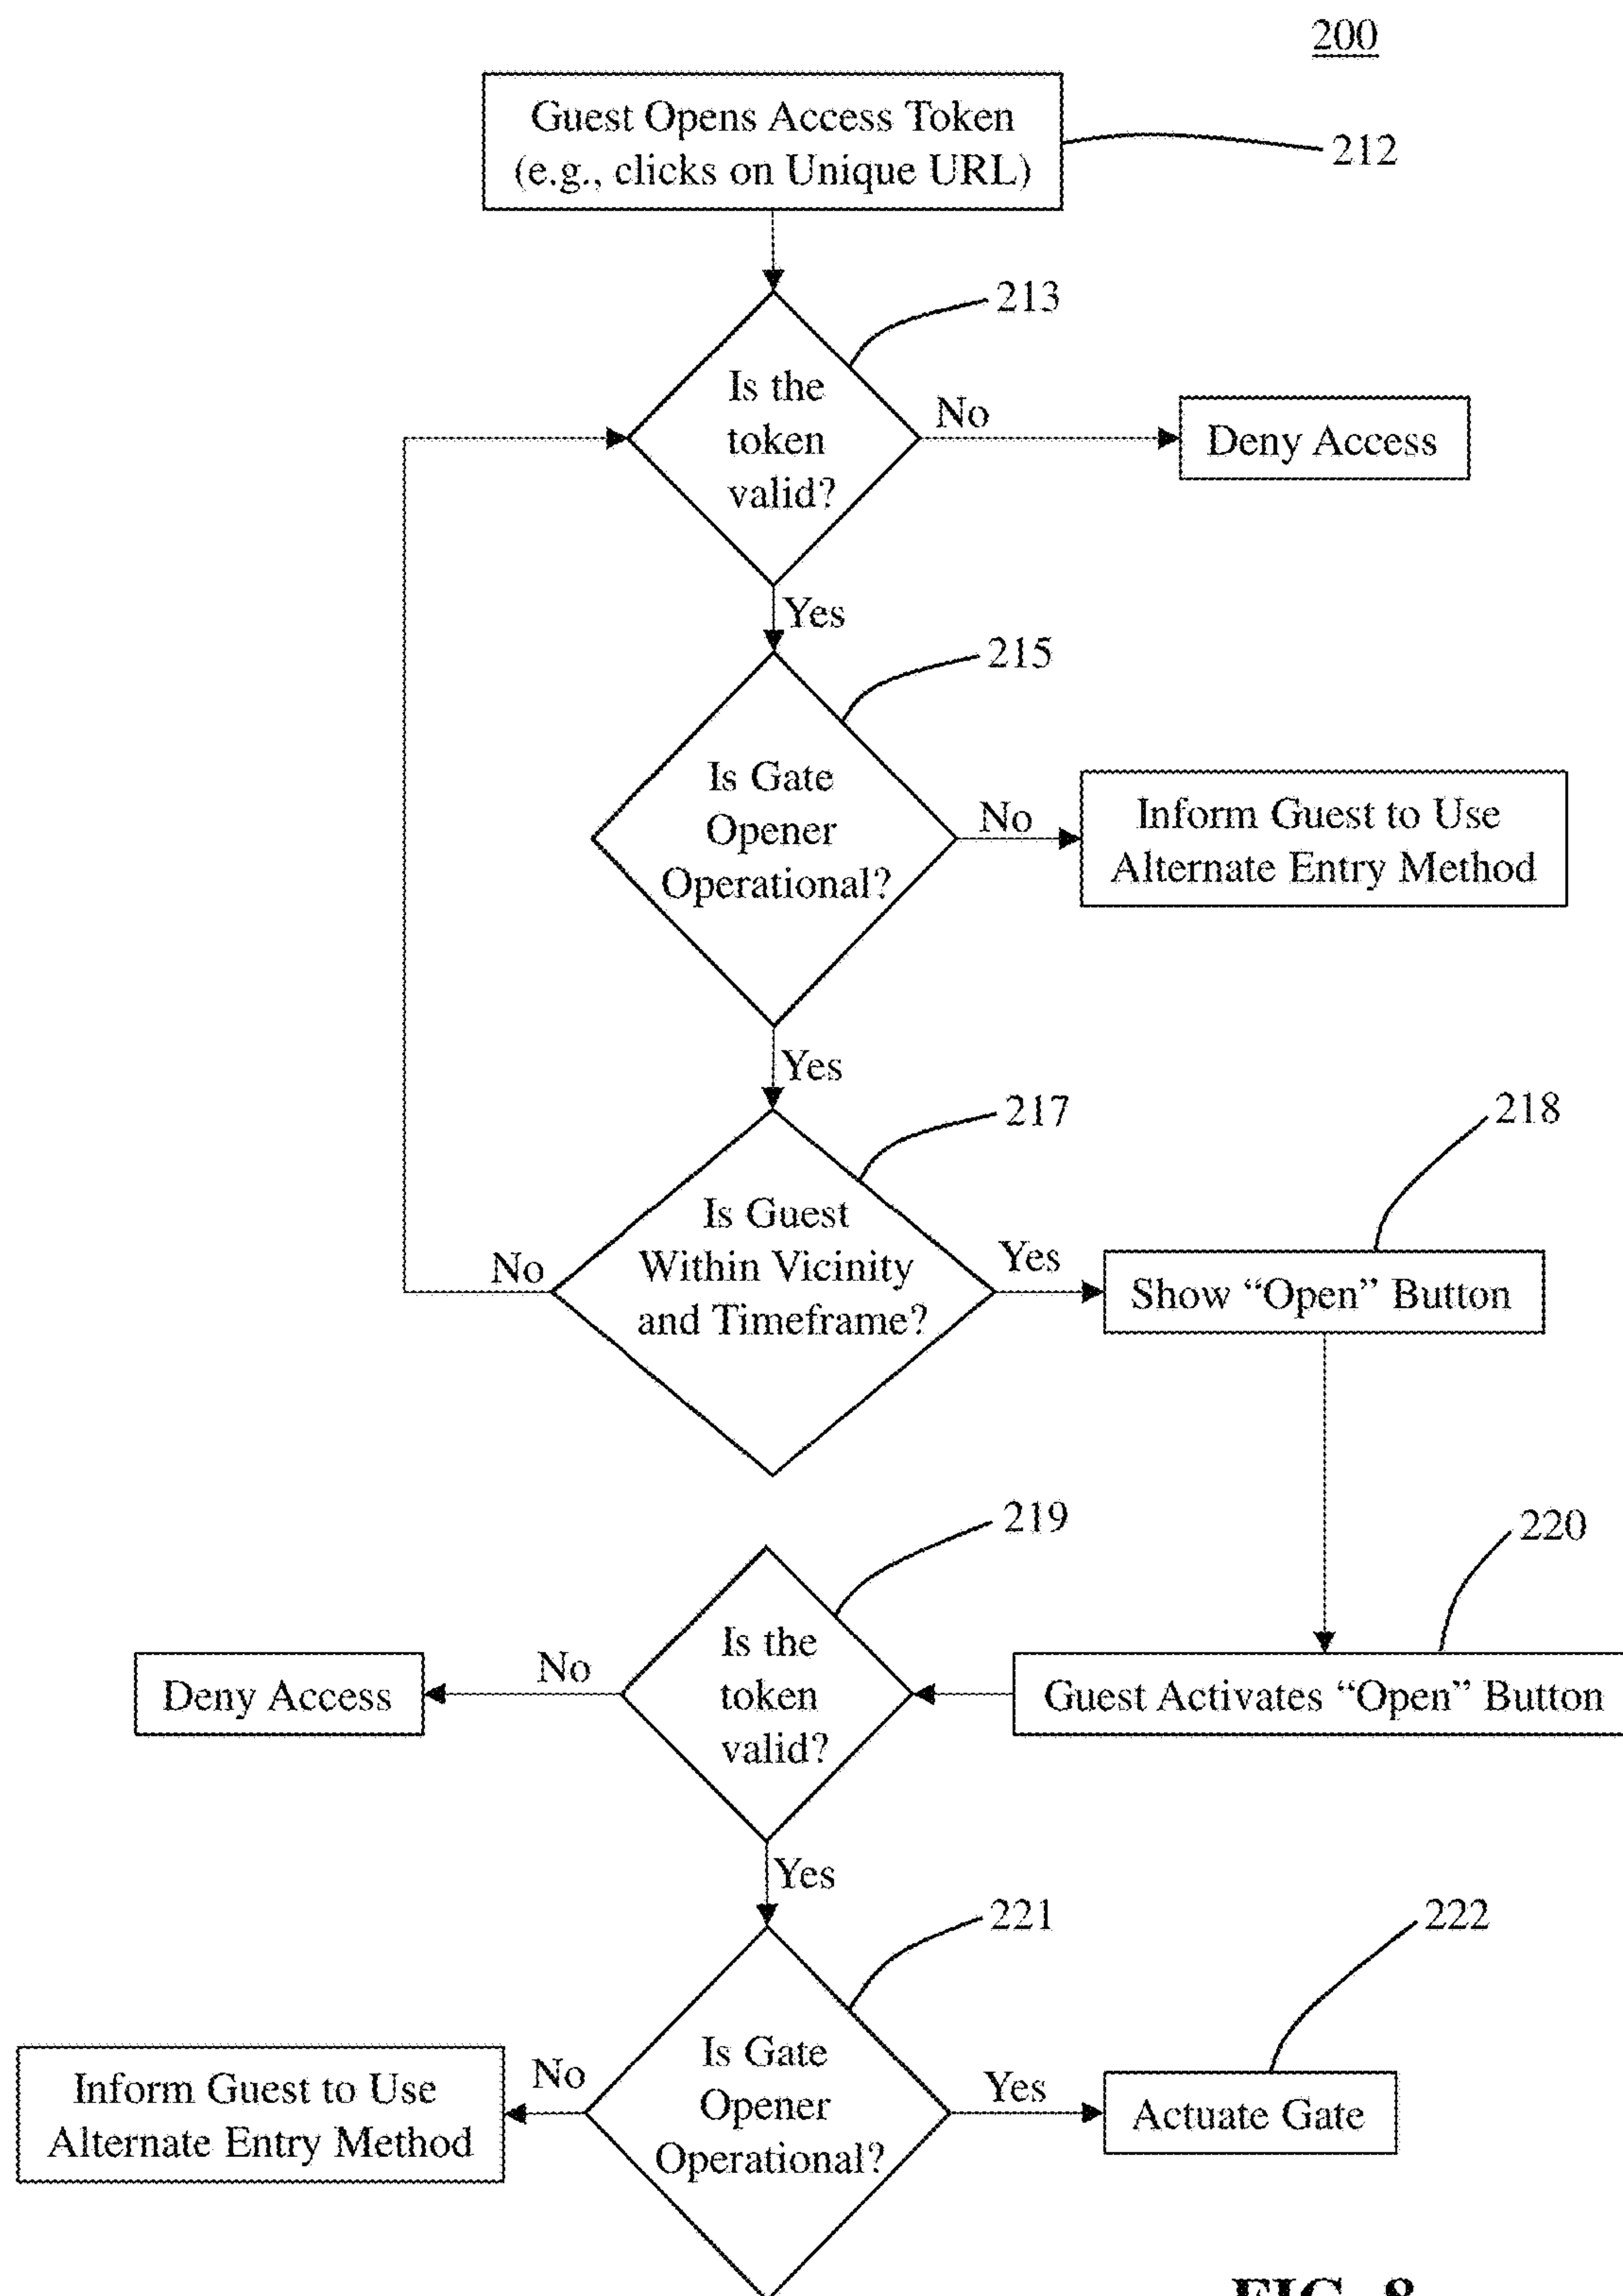 200
Guest Opens Access Token
(e.g., clicks on Unique URL)
212
213
Is the
token
valid?
No
Deny Access
Yes
215
Is Gate
Opener
Operational?
No
Inform Guest to Use
Alternate Entry Method
Yes
217
218
Is Guest
Within Vicinity
and Timeframe?
No
Yes
Show “Open” Button
219
220
Is the
token
valid?
No
Deny Access
Guest Activates “Open” Button
Yes
221
222
Is Gate
Opener
Operational?
No
Inform Guest to Use
Alternate Entry Method
Yes
Actuate Gate
FIG. 8